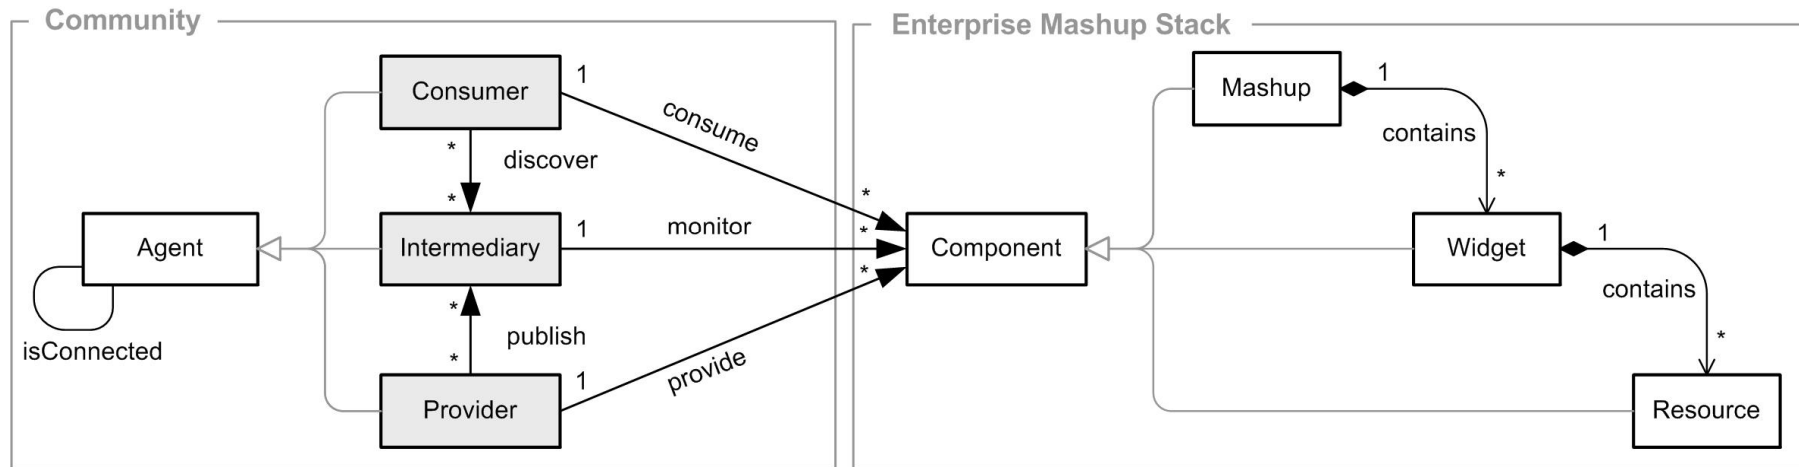 Community
Enterprise Mashup Stack
Consumer
1
consume
*
discover
*
Agent
isConnected
Intermediary
1
monitor
*
*
*
Component
*
publish
*
Provider
1
provide
Mashup
1
contains
*
Widget
1
contains
*
Resource